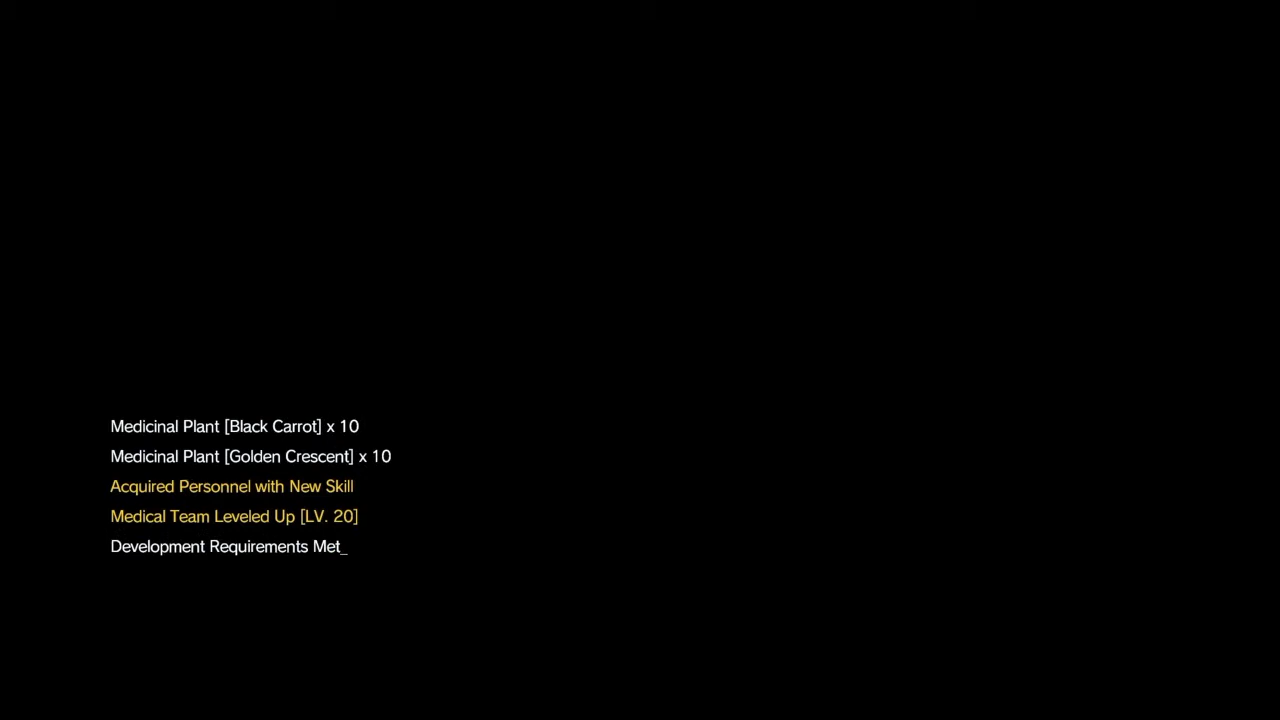 Medicinal Plant [Black Carrot] x 10
Medicinal Plant [Golden Crescent] x 10
Acquired Personnel with New Skill
Medical Team Leveled Up [LV. 20]
Development Requirements Met_